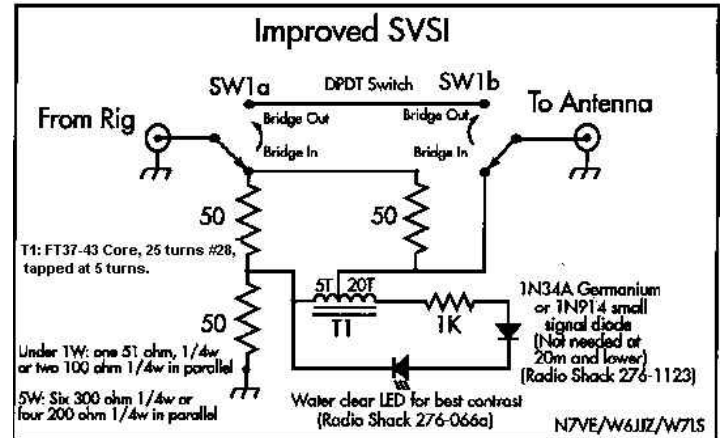 Improved SVSI
SW1a
DPDT Switch
SW1b
From Rig
Bridge Out
Bridge In
Bridge Out
Bridge In
To Antenna
50
50
T1: FT37-43 Core, 25 turns #28,
tapped at 5 turns.
50
5T
20T
T1
1K
1N34A Germanium
or 1N914 small
signal diode
(Not needed at
20m and lower)
(Radio Shack 276-1123)
Under 1W: one 51 ohm, 1/4w
or two 100 ohm 1/4w in parallel
5W: Six 300 ohm 1/4w or
four 200 ohm 1/4w in parallel
Water clear LED for best contrast
(Radio Shack 276-066a)
N7VE/W6JJZ/W7LS